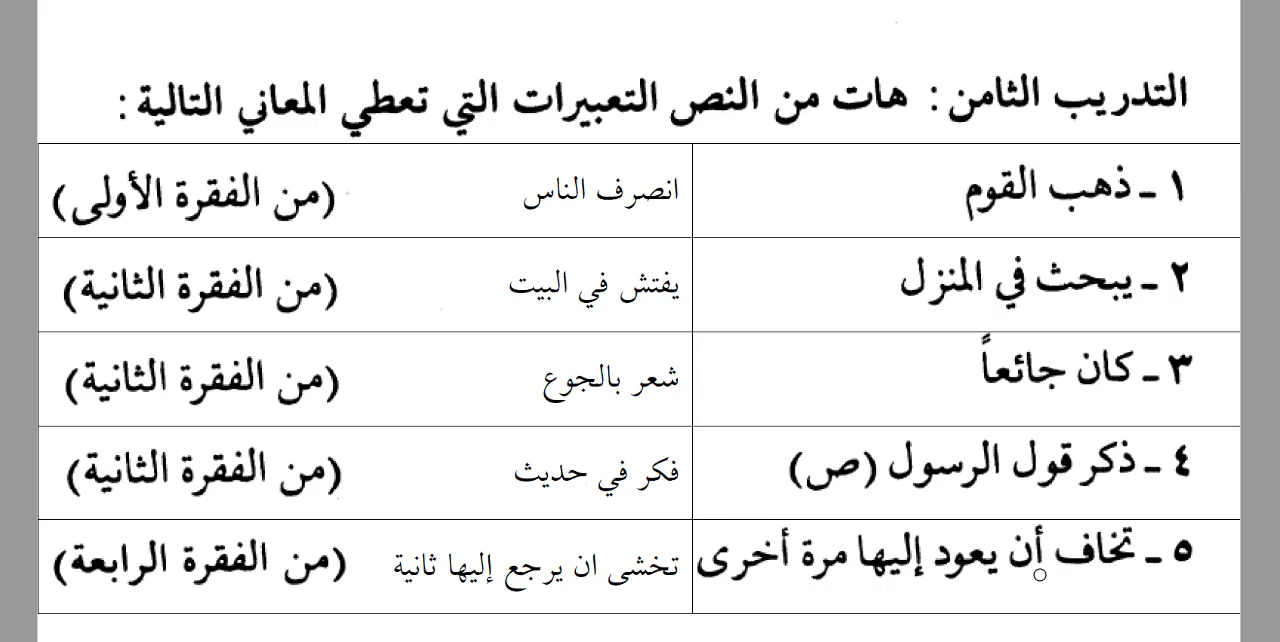 التدريب الثامن : هات من النص التعبيرات التي تعطي المعاني التالية :
١ ـ ذهب القوم انصرف الناس (من الفقرة الأولى)
٢ ـ يبحث في المنزل يفتش في البيت (من الفقرة الثانية)
٣ ـ كان جائعاً شعر بالجوع (من الفقرة الثانية)
٤ ـ ذكر قول الرسول (ص) فكر في حديث (من الفقرة الثانية)
٥ ـ تخاف أن يعود إليها مرة أخرى تخشى ان يرجع إليها ثانية (من الفقرة الرابعة)